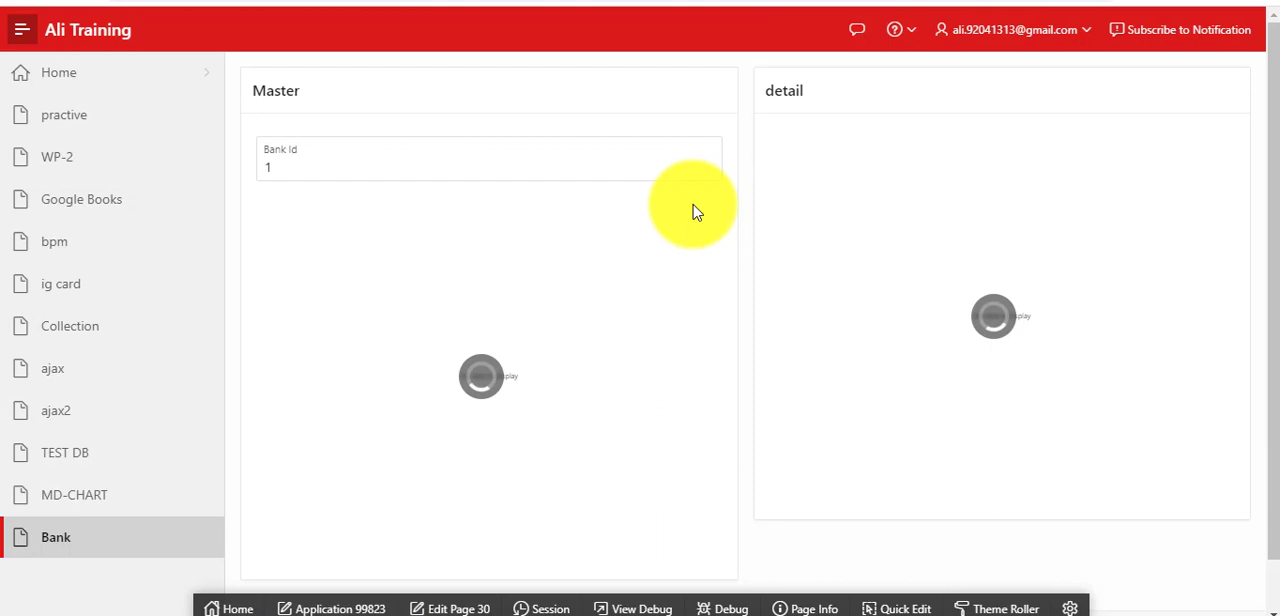 Ali Training
ali.92041313@gmail.com
Subscribe to Notification
Home
practive
WP-2
Google Books
bpm
ig card
Collection
ajax
ajax2
TEST DB
MD-CHART
Bank
Master
Bank Id
1
detail
Home
Application 99823
Edit Page 30
Session
View Debug
Debug
Page Info
Quick Edit
Theme Roller